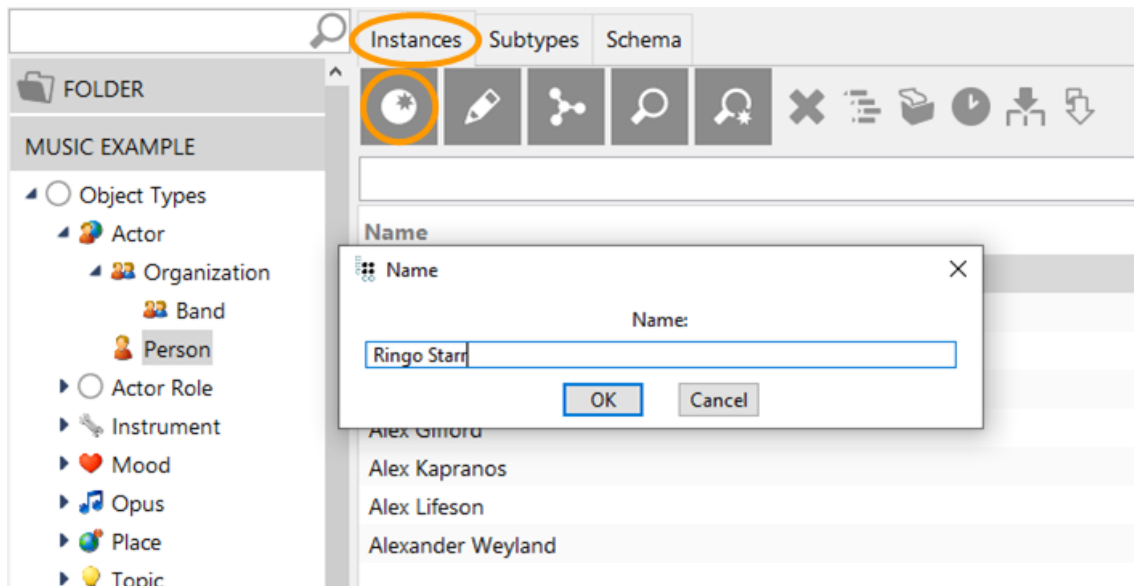 Instances Subtypes Schema
FOLDER
MUSIC EXAMPLE
Object Types
Actor
Organization
Band
Person
Actor Role
Instrument
Mood
Opus
Place
Topic
Name
Name
Name:
Ringo Starr
OK Cancel
Alex Gifford
Alex Kapranos
Alex Lifeson
Alexander Weyland